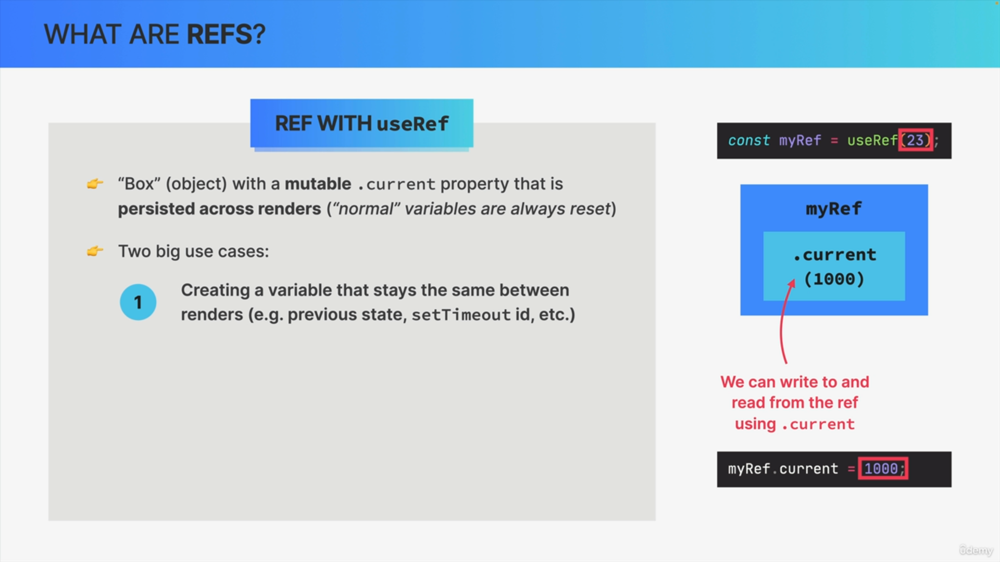 WHAT ARE REFS?
REF WITH useRef
“Box” (object) with a mutable .current property that is
persisted across renders (“normal” variables are always reset)
Two big use cases:
1
Creating a variable that stays the same between
renders (e.g. previous state, setTimeout id, etc.)
const myRef = useRef(23);
myRef
.current
(1000)
We can write to and
read from the ref
using .current
myRef.current = 1000;
ûdemy